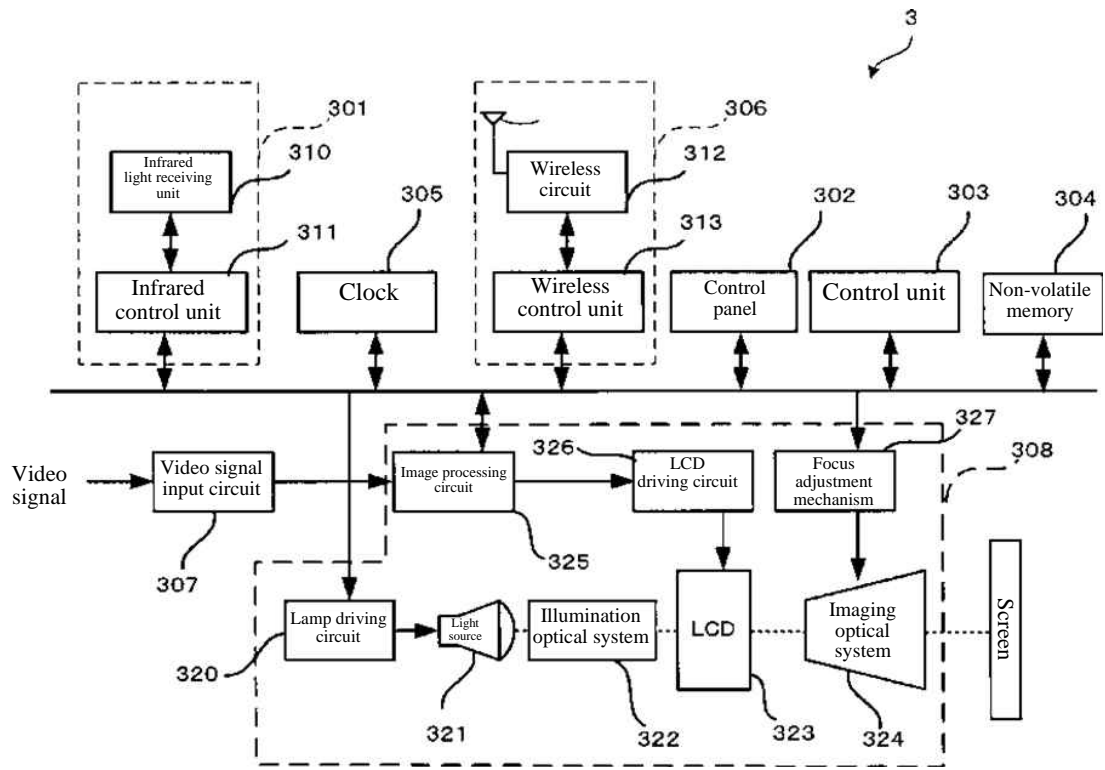 3
301
306
Infrared
light receiving
unit
310
Wireless
circuit
312
305
302
303
304
311
313
Infrared
control unit
Clock
Wireless
control unit
Control
panel
Control unit
Non-volatile
memory
Video
signal
Video signal
input circuit
307
Image processing
circuit
325
326
LCD
driving circuit
327
Focus
adjustment
mechanism
308
Lamp driving
circuit
320
Light
source
321
Illumination
optical system
322
LCD
323
Imaging
optical
system
324
Screen